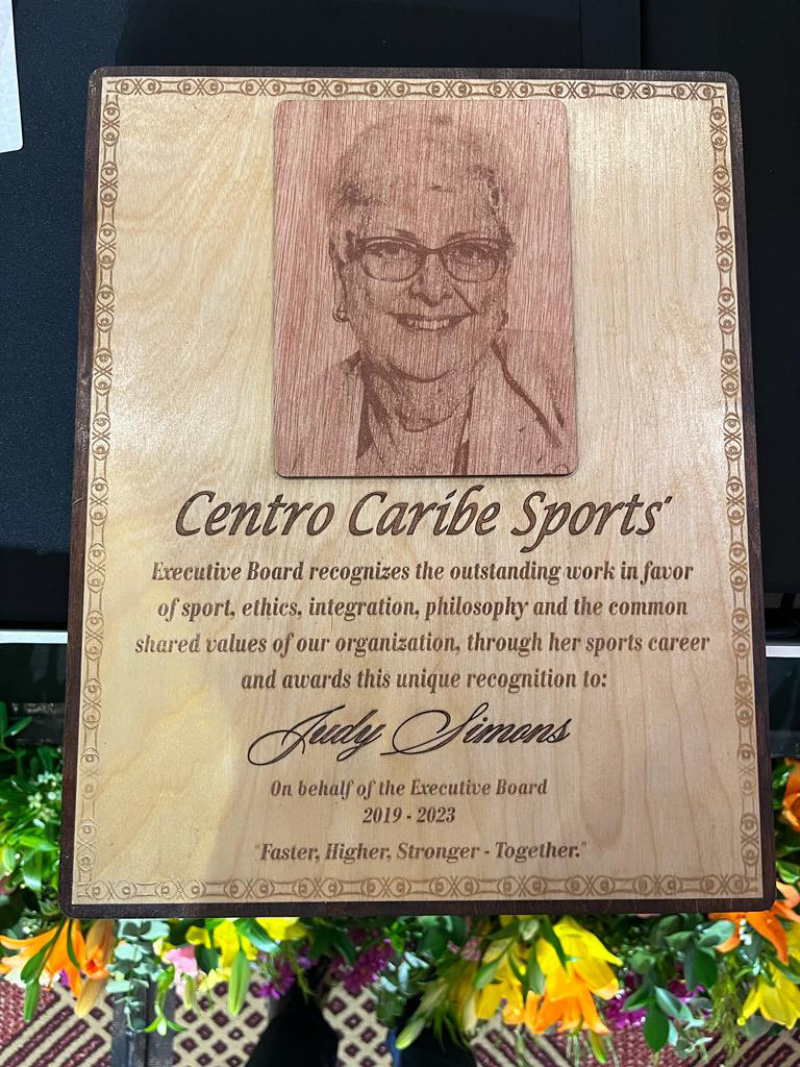 Centro Caribe Sports
Executive Board recognizes the outstanding work in favor
of sport, ethics, integration, philosophy and the common
shared values of our organization, through her sports career
and awards this unique recognition to:
Judy Simons
On behalf of the Executive Board
2019 - 2023
"Faster, Higher, Stronger - Together."